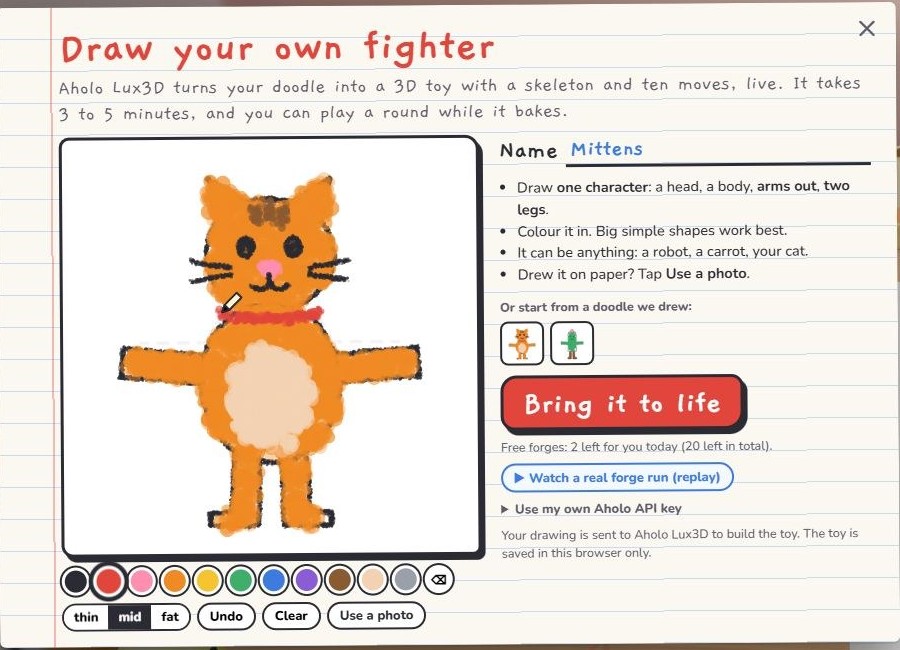 Draw your own fighter
Aholo Lux3D turns your doodle into a 3D toy with a skeleton and ten moves, live. It takes
3 to 5 minutes, and you can play a round while it bakes.
Name Mittens
• Draw one character: a head, a body, arms out, two
legs.
• Colour it in. Big simple shapes work best.
• It can be anything: a robot, a carrot, your cat.
• Drew it on paper? Tap Use a photo.
Or start from a doodle we drew:
Bring it to life
Free forges: 2 left for you today (20 left in total).
▶ Watch a real forge run (replay)
▶ Use my own Aholo API key
Your drawing is sent to Aholo Lux3D to build the toy. The toy is
saved in this browser only.
thin mid fat Undo Clear Use a photo